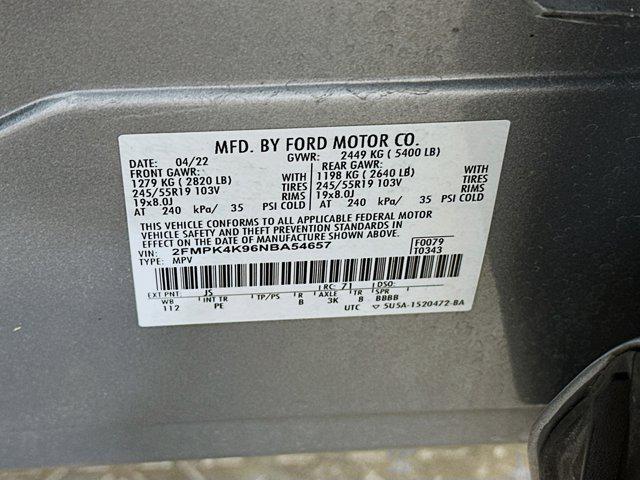 MFD. BY FORD MOTOR CO.
DATE: 04/22 GVWR: 2449 KG ( 5400 LB)
FRONT GAWR: REAR GAWR:
1279 KG ( 2820 LB) WITH 1198 KG ( 2640 LB) WITH
245/55R19 103V TIRES 245/55R19 103V TIRES
19x8.0J RIMS 19x8.0J RIMS
AT 240 kPa/ 35 PSI COLD AT 240 kPa/ 35 PSI COLD
THIS VEHICLE CONFORMS TO ALL APPLICABLE FEDERAL MOTOR
VEHICLE SAFETY AND THEFT PREVENTION STANDARDS IN
EFFECT ON THE DATE OF MANUFACTURE SHOWN ABOVE.
VIN: 2FMPK4K96NBA54657 F0079
TYPE: MPV T0343
EXT PNT: JS RC: 71 DSO:
WB INT TR TP/PS R AXLE TR SPR
112 PE B 3K B BBBB
UTC 5U5A-1520472-BA